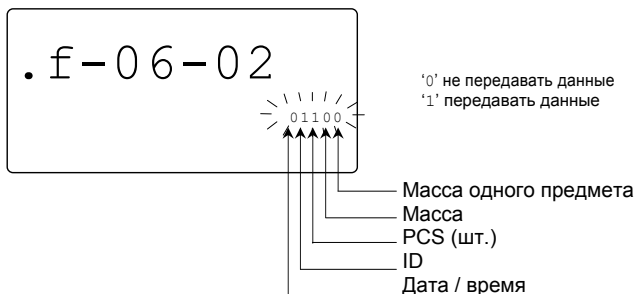 .f-06-02
01100
‘0’ не передавать данные
‘1’ передавать данные
Масса одного предмета
Масса
PCS (шт.)
ID
Дата / время